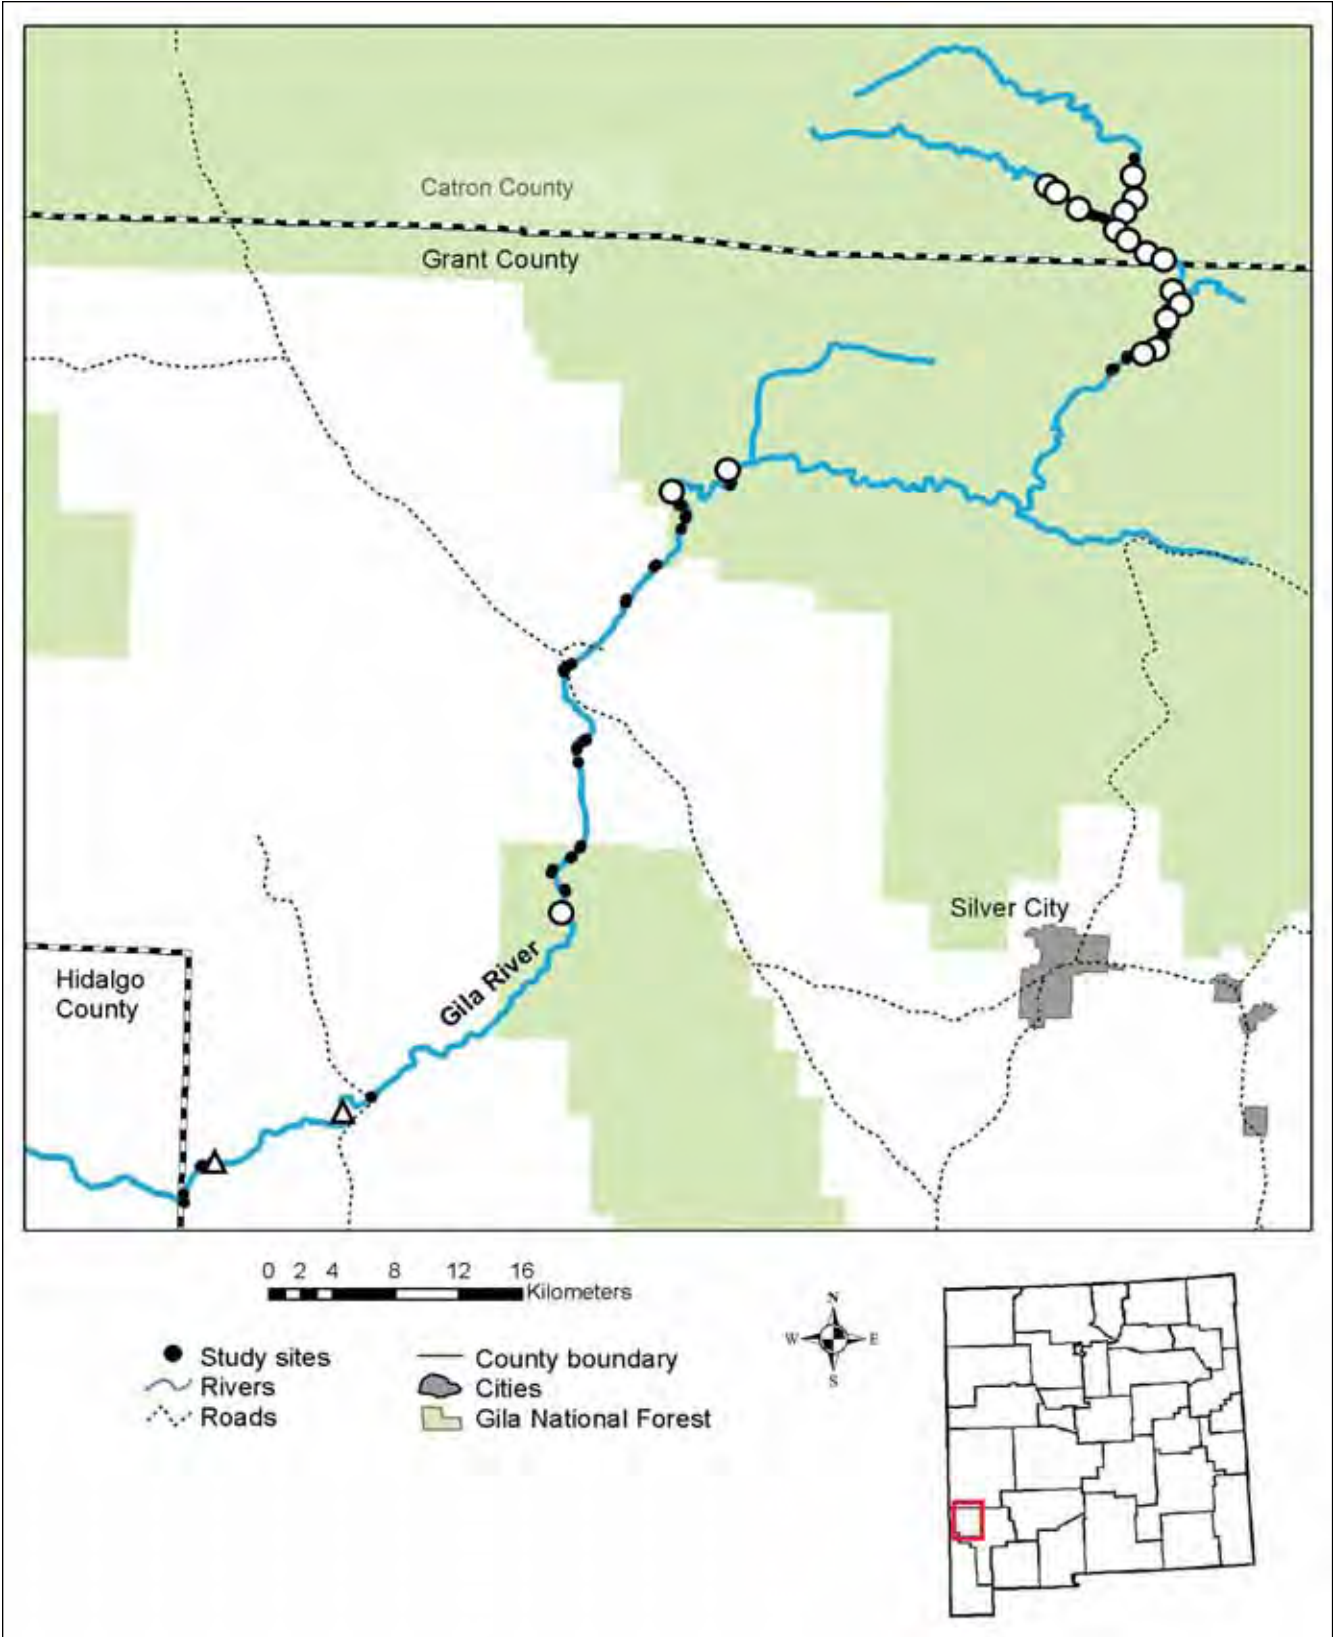 Catron County
Grant County
Silver City
Gila River
Hidalgo
County
0 2 4 8 12 16
Kilometers
N
W E
S
Study sites
Rivers
Roads
County boundary
Cities
Gila National Forest